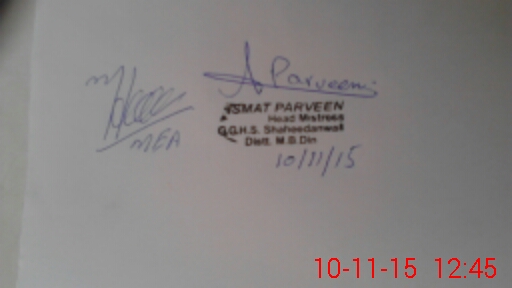 A Parveen
MEA
ISMAT PARVEEN
Head Mistress
G.G.H.S. Shaheedanwali
Distt. M.B.Din
10/11/15
10-11-15 12:45